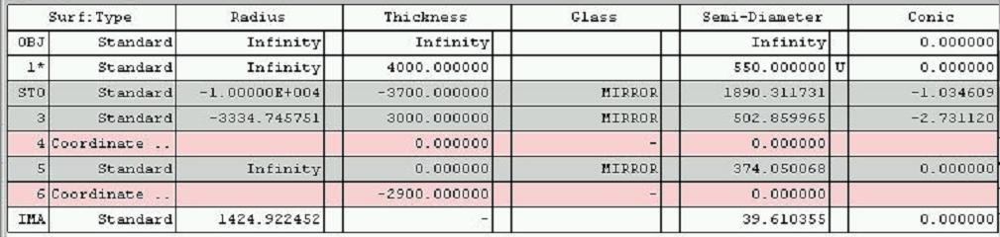 Surf:Type Radius Thickness Glass Semi-Diameter Conic
OBJ Standard Infinity Infinity Infinity 0.000000
1* Standard Infinity 4000.000000 550.000000 U 0.000000
STO Standard -1.00000E+004 -3700.000000 MIRROR 1890.311731 -1.034609
3 Standard -3334.745751 3000.000000 MIRROR 502.859965 -2.731120
4 Coordinate .. 0.000000 - 0.000000
5 Standard Infinity 0.000000 MIRROR 374.050068 0.000000
6 Coordinate .. -2900.000000 - 0.000000
IMA Standard 1424.922452 - 39.610355 0.000000